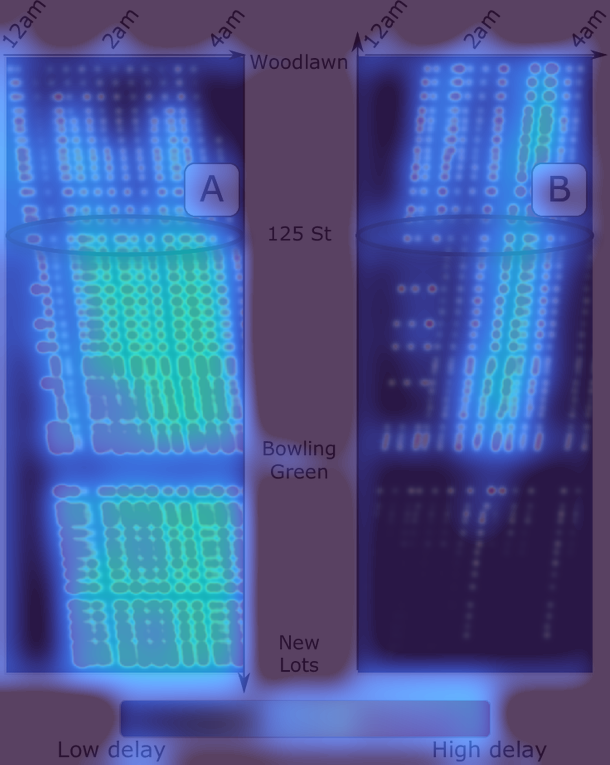 12am
2am
4am
12am
2am
4am
Woodlawn
A
B
125 St
Bowling
Green
New
Lots
Low delay
High delay